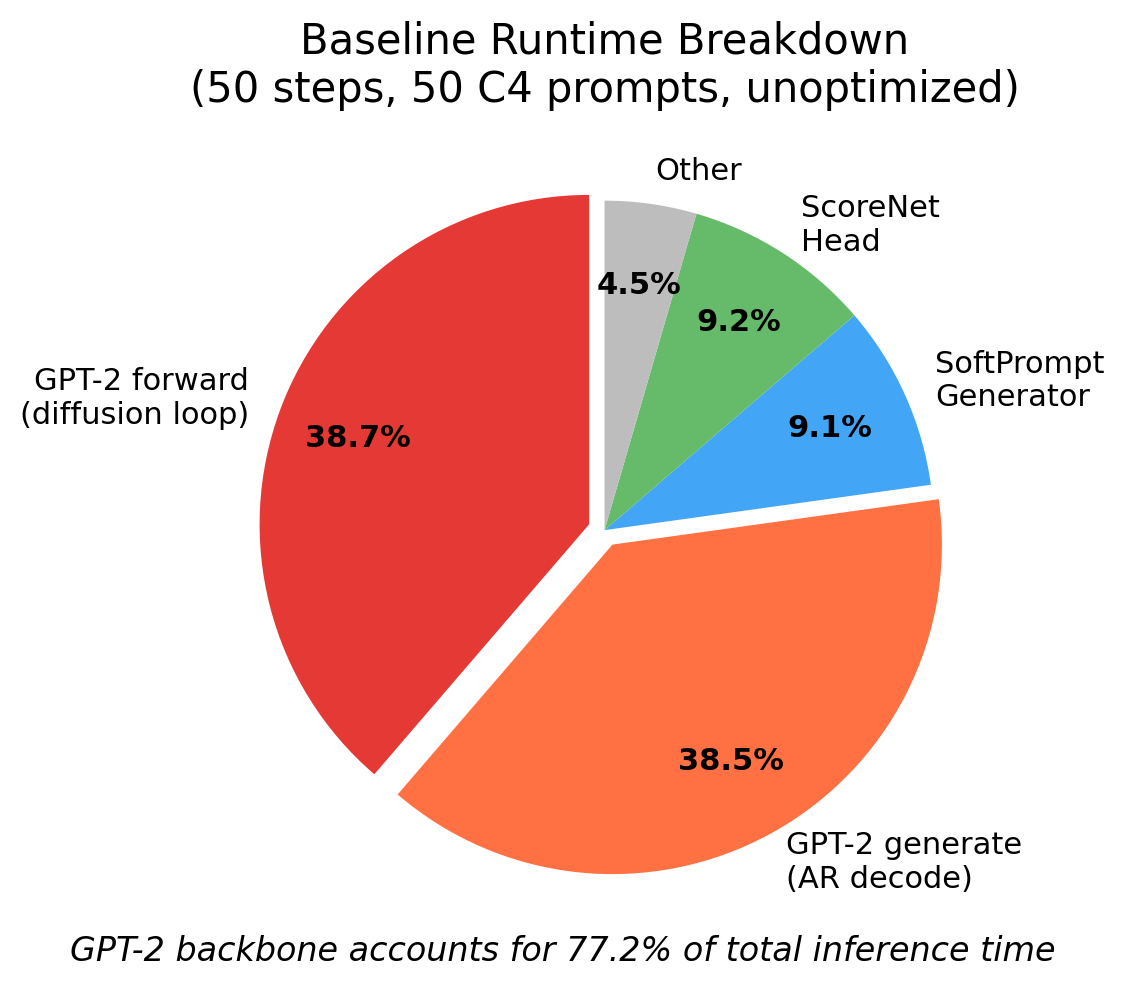 Baseline Runtime Breakdown
(50 steps, 50 C4 prompts, unoptimized)
Other
ScoreNet
Head
4.5%
9.2%
SoftPrompt
Generator
GPT-2 forward
(diffusion loop)
38.7%
9.1%
38.5%
GPT-2 generate
(AR decode)
GPT-2 backbone accounts for 77.2% of total inference time